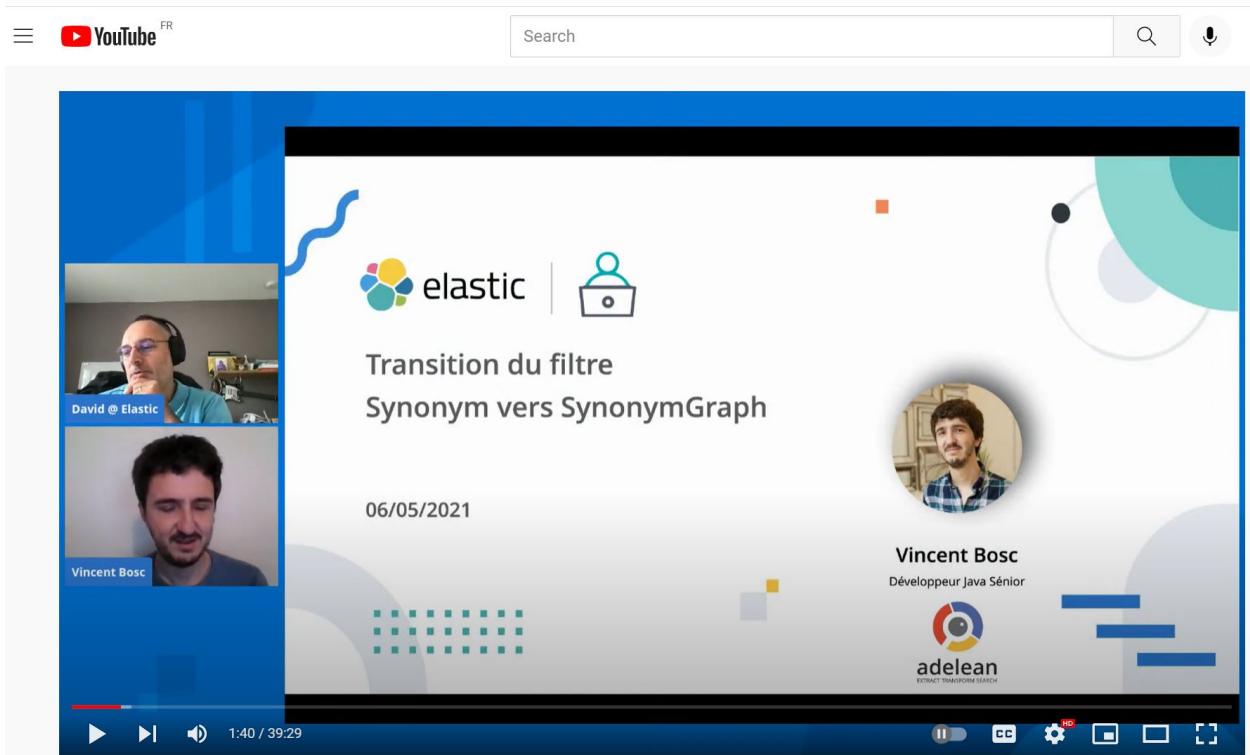 YouTube FR
Search
elastic
Transition du filtre
Synonym vers SynonymGraph
David @ Elastic
06/05/2021
Vincent Bosc
Vincent Bosc
Développeur Java Sénior
adelean
EXTRACT TRANSFORM SEARCH
1:40 / 39:29
CC
HD